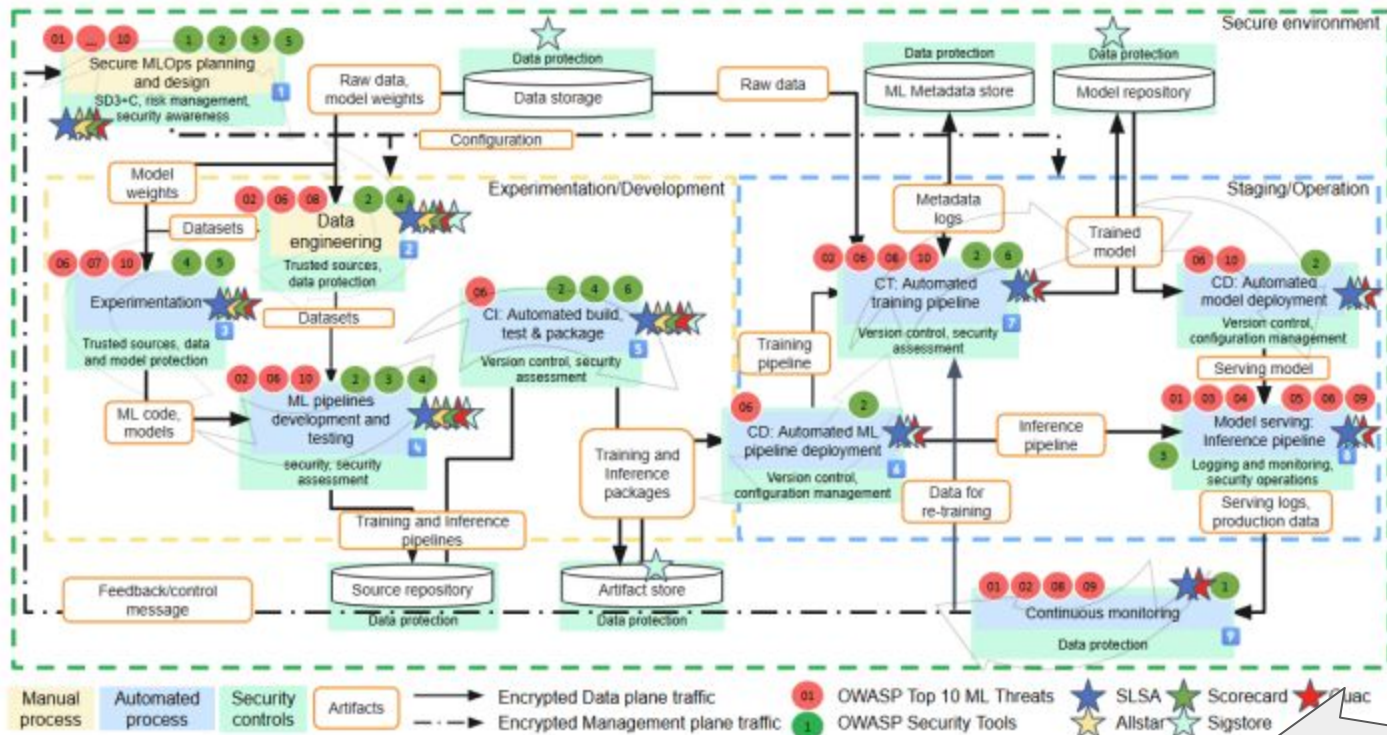 Secure environment
01 ... 10 1 2 3 5
Secure MLOps planning
and design
SD3+C, risk management,
security awareness
1
Raw data,
model weights
Data protection
Data storage
Raw data
Data protection
ML Metadata store
Data protection
Model repository
Configuration
Experimentation/Development
Staging/Operation
Model
weights
Datasets
02 06 08 2 4
Data
engineering
2
Trusted sources,
data protection
Datasets
06 07 10 4 5
Experimentation
3
Trusted sources, data
and model protection
ML code,
models
02 06 10 2 3 4
ML pipelines
development and
testing
4
security, security
assessment
06 2 4 6
CI: Automated build,
test & package
5
Version control, security
assessment
Training and Inference
pipelines
Training and
Inference
packages
Metadata
logs
Trained
model
02 06 08 10 2 6
CT: Automated
training pipeline
7
Version control, security
assessment
Training
pipeline
06 2
CD: Automated ML
pipeline deployment
6
Version control,
configuration management
06 10 2
CD: Automated
model deployment
Version control,
configuration management
Serving model
Inference
pipeline
01 03 04 05 08 09
Model serving:
Inference pipeline
8
3
Logging and monitoring,
security operations
Data for
re-training
Serving logs,
production data
Feedback/control
message
Source repository
Data protection
Artifact store
Data protection
01 02 08 09 1
Continuous monitoring
9
Data protection
Manual
process
Automated
process
Security
controls
Artifacts
Encrypted Data plane traffic
Encrypted Management plane traffic
01 OWASP Top 10 ML Threats
1 OWASP Security Tools
SLSA
Scorecard
Guac
Allstar
Sigstore